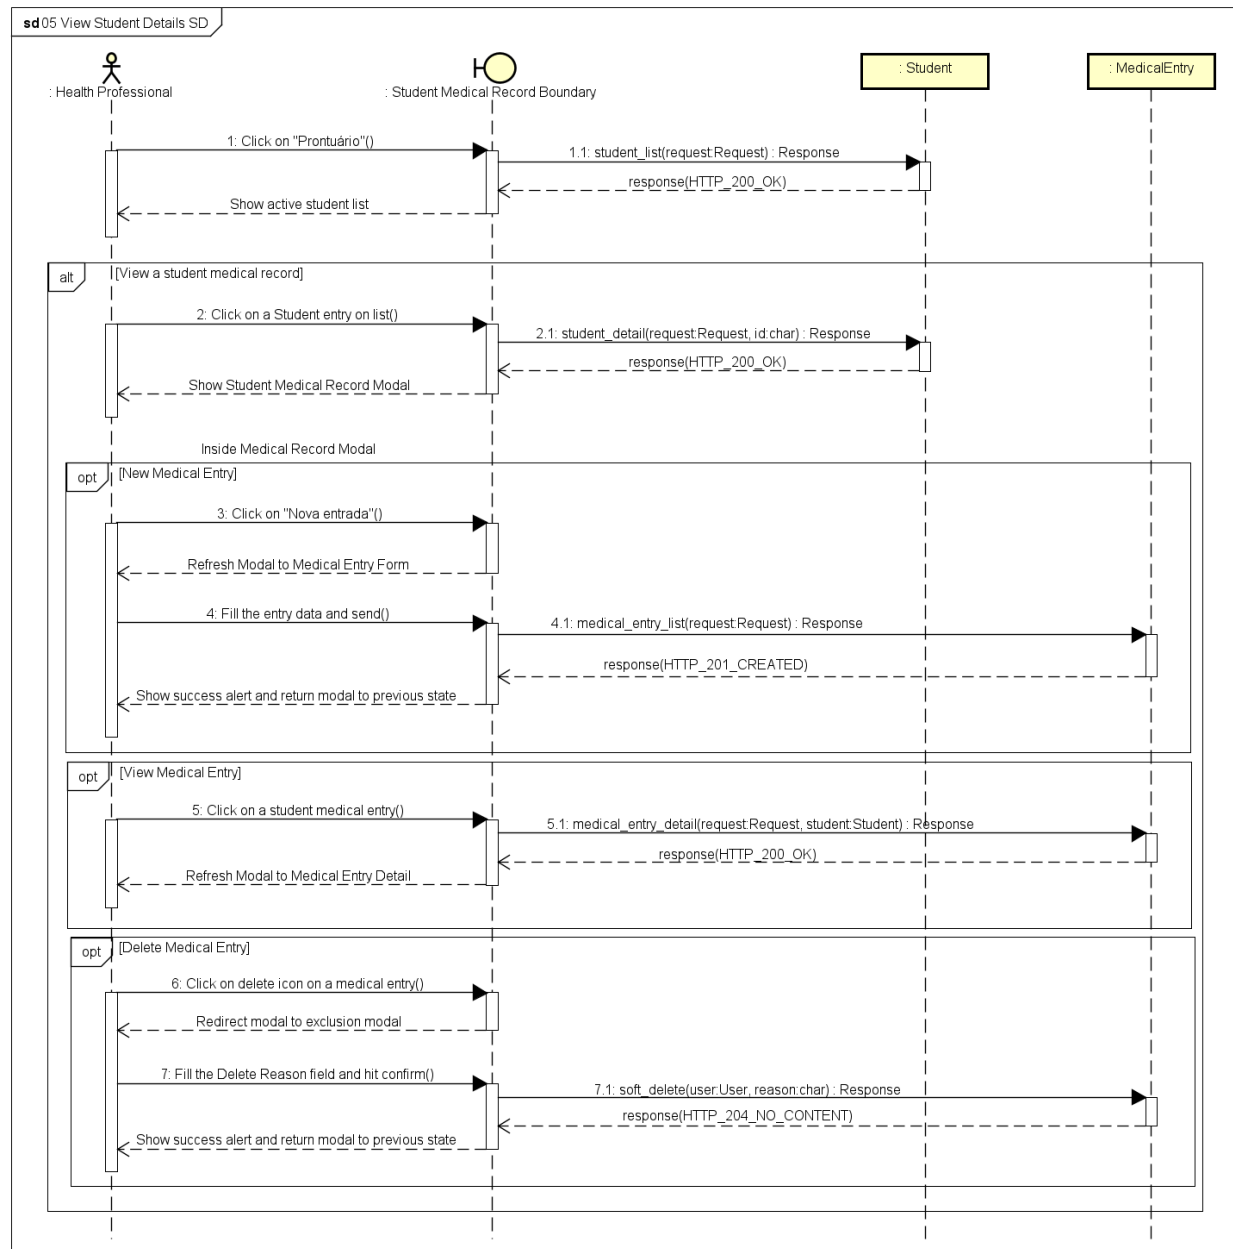 sd 05 View Student Details SD
: Health Professional
: Student Medical Record Boundary
: Student
: MedicalEntry
1: Click on "Prontuário"()
1.1: student_list(request:Request) : Response
response(HTTP_200_OK)
Show active student list
alt
[View a student medical record]
2: Click on a Student entry on list()
2.1: student_detail(request:Request, id:char) : Response
response(HTTP_200_OK)
Show Student Medical Record Modal
Inside Medical Record Modal
opt
[New Medical Entry]
3: Click on "Nova entrada"()
Refresh Modal to Medical Entry Form
4: Fill the entry data and send()
4.1: medical_entry_list(request:Request) : Response
response(HTTP_201_CREATED)
Show success alert and return modal to previous state
opt
[View Medical Entry]
5: Click on a student medical entry()
5.1: medical_entry_detail(request:Request, student:Student) : Response
response(HTTP_200_OK)
Refresh Modal to Medical Entry Detail
opt
[Delete Medical Entry]
6: Click on delete icon on a medical entry()
Redirect modal to exclusion modal
7: Fill the Delete Reason field and hit confirm()
7.1: soft_delete(user:User, reason:char) : Response
response(HTTP_204_NO_CONTENT)
Show success alert and return modal to previous state